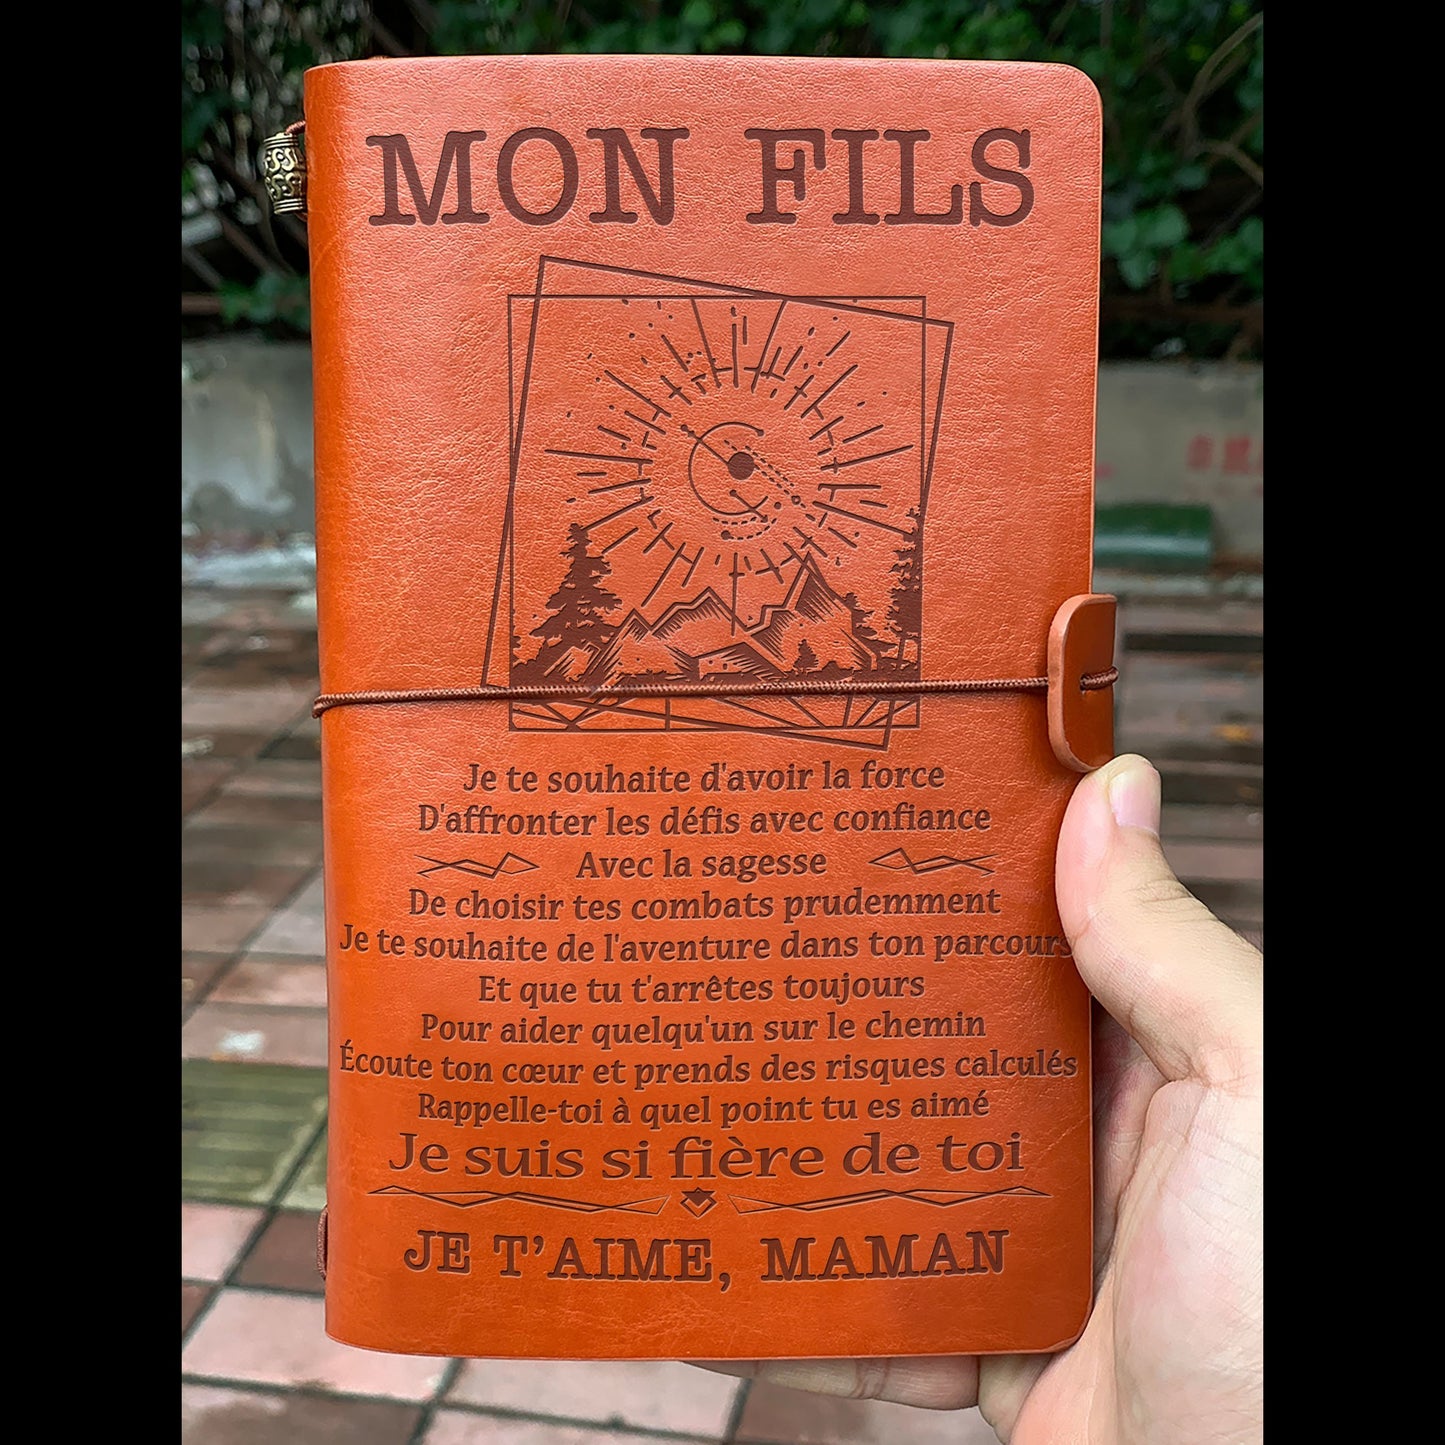 MON FILS
Je te souhaite d'avoir la force
D'affronter les défis avec confiance
Avec la sagesse
De choisir tes combats prudemment
Je te souhaite de l'aventure dans ton parcours
Et que tu t'arrêtes toujours
Pour aider quelqu'un sur le chemin
Écoute ton cœur et prends des risques calculés
Rappelle-toi à quel point tu es aimé
Je suis si fière de toi
JE T’AIME, MAMAN